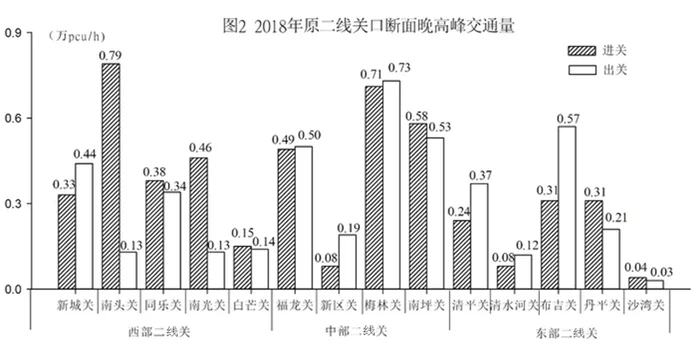 图2 2018年原二线关口断面晚高峰交通量
(万pcu/h)
进关
出关
0.9
0.6
0.3
0.0
0.33 0.44 0.79 0.13 0.38 0.34 0.46 0.13 0.15 0.14 0.49 0.50 0.08 0.19 0.71 0.73 0.58 0.53 0.24 0.37 0.08 0.12 0.31 0.57 0.31 0.21 0.04 0.03
新城关 南头关 同乐关 南光关 白芒关 福龙关 新区关 梅林关 南坪关 清平关 清水河关 布吉关 丹平关 沙湾关
西部二线关 中部二线关 东部二线关